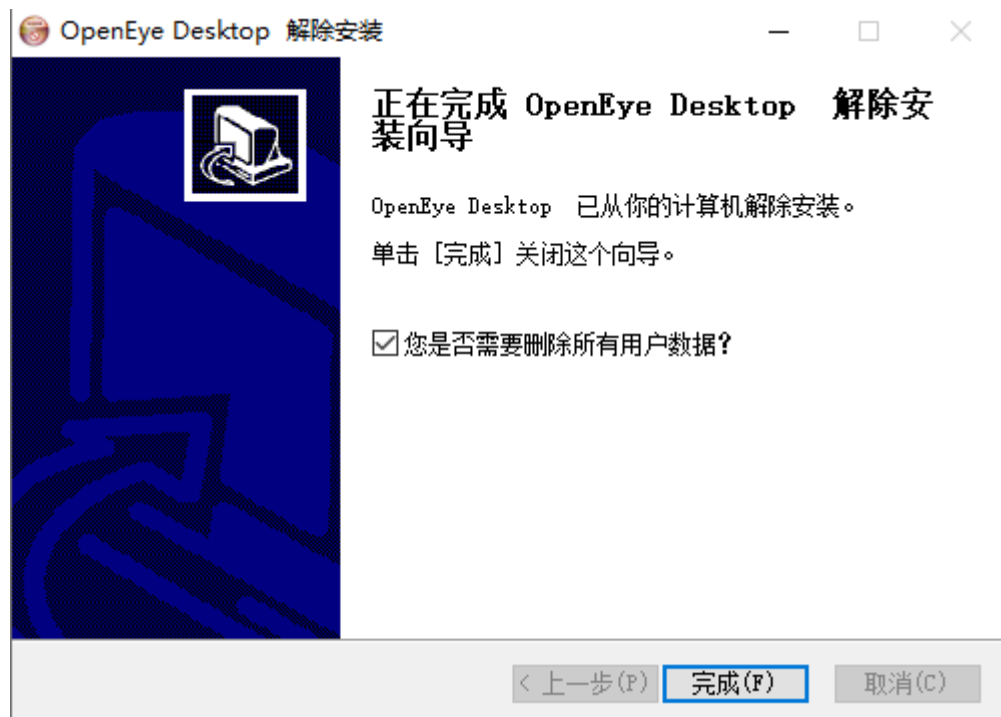 OpenEye Desktop 解除安装
正在完成 OpenEye Desktop 解除安
装向导
OpenEye Desktop 已从你的计算机解除安装。
单击 [完成] 关闭这个向导。
您是否需要删除所有用户数据?
< 上一步(P)
完成(F)
取消(C)